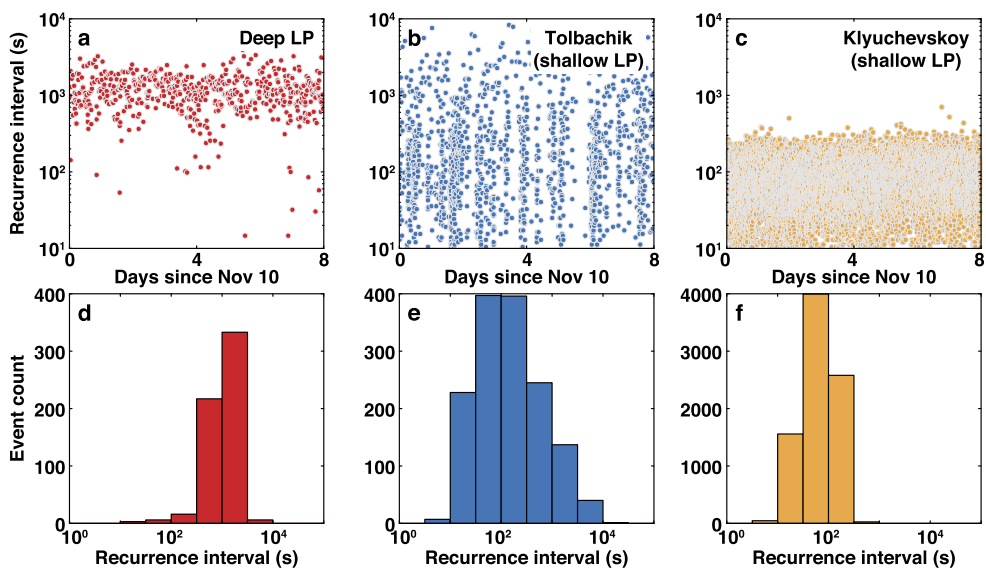 a
Deep LP
10⁴
10³
10²
10¹
Recurrence interval (s)
0
4
8
Days since Nov 10
b
Tolbachik
(shallow LP)
10⁴
10³
10²
10¹
0
4
8
Days since Nov 10
c
Klyuchevskoy
(shallow LP)
10⁴
10³
10²
10¹
0
4
8
Days since Nov 10
d
400
300
200
100
0
Event count
10⁰
10²
10⁴
Recurrence interval (s)
e
400
300
200
100
0
10⁰
10²
10⁴
Recurrence interval (s)
f
4000
3000
2000
1000
0
10⁰
10²
10⁴
Recurrence interval (s)